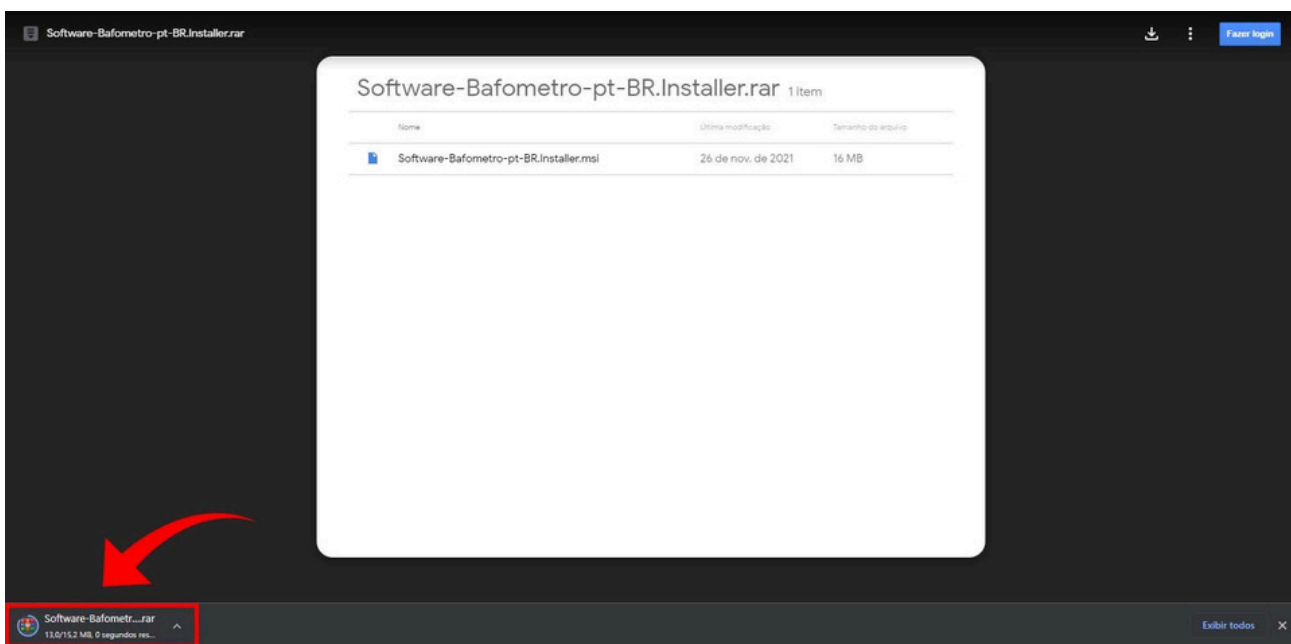 Software-Bafometro-pt-BR.Installer.rar
Fazer login
Software-Bafometro-pt-BR.Installer.rar 1 item
Nome Última modificação Tamanho do arquivo
Software-Bafometro-pt-BR.Installer.msi 26 de nov. de 2021 16 MB
Software-Bafometr....rar
13,0/15,2 MB, 0 segundos res...
Exibir todos